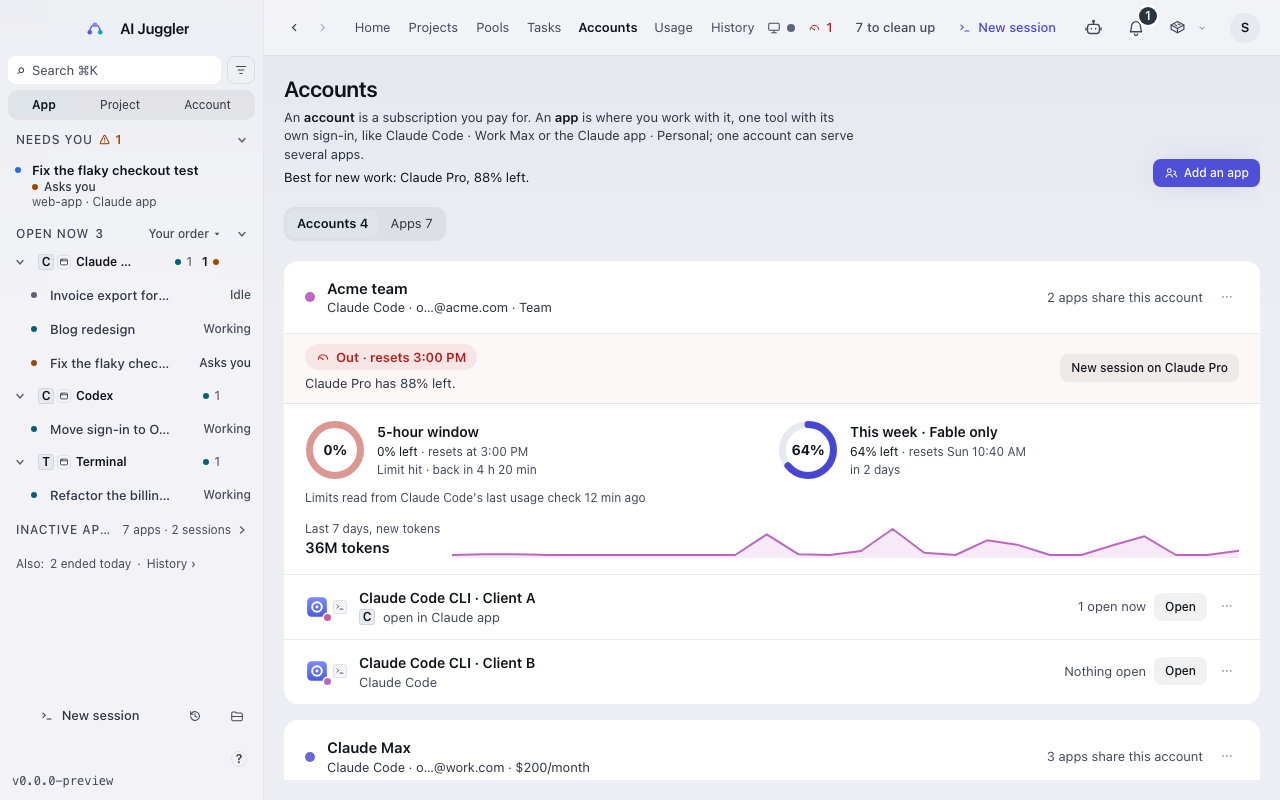 AI Juggler
Search ⌘K
App Project Account
NEEDS YOU 1
Fix the flaky checkout test
Asks you
web-app · Claude app
OPEN NOW 3 Your order
C Claude ... 1 1
Invoice export for... Idle
Blog redesign Working
Fix the flaky chec... Asks you
C Codex 1
Move sign-in to O... Working
T Terminal 1
Refactor the billin... Working
INACTIVE AP... 7 apps · 2 sessions
Also: 2 ended today · History ›
New session
?
v0.0.0-preview
Home Projects Pools Tasks Accounts Usage History 1 7 to clean up New session 1 S
Accounts
An account is a subscription you pay for. An app is where you work with it, one tool with its
own sign-in, like Claude Code · Work Max or the Claude app · Personal; one account can serve
several apps.
Best for new work: Claude Pro, 88% left.
Add an app
Accounts 4 Apps 7
Acme team
Claude Code · o...@acme.com · Team
2 apps share this account ...
Out · resets 3:00 PM
Claude Pro has 88% left.
New session on Claude Pro
0%
5-hour window
0% left · resets at 3:00 PM
Limit hit · back in 4 h 20 min
64%
This week · Fable only
64% left · resets Sun 10:40 AM
in 2 days
Limits read from Claude Code's last usage check 12 min ago
Last 7 days, new tokens
36M tokens
Claude Code CLI · Client A
C open in Claude app
1 open now Open ...
Claude Code CLI · Client B
Claude Code
Nothing open Open ...
Claude Max
Claude Code · o...@work.com · $200/month
3 apps share this account ...